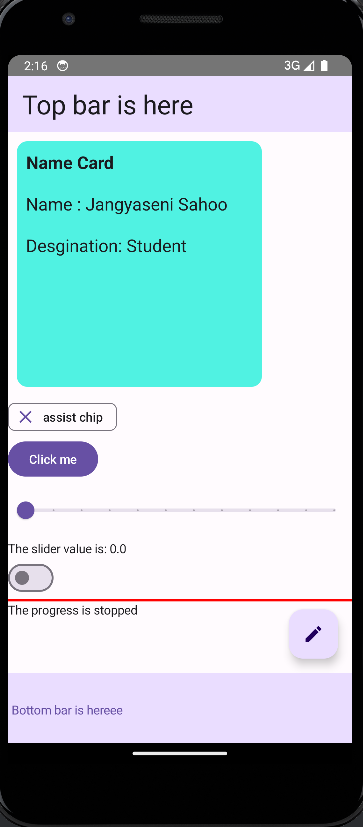 2:16
3G
Top bar is here
Name Card
Name : Jangyaseni Sahoo
Desgination: Student
assist chip
Click me
The slider value is: 0.0
The progress is stopped
Bottom bar is hereee